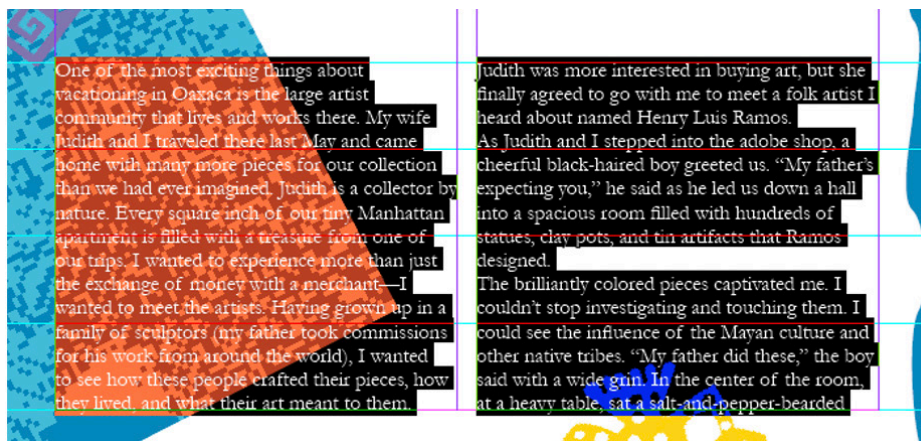 One of the most exciting things about
vacationing in Oaxaca is the large artist
community that lives and works there. My wife
Judith and I traveled there last May and came
home with many more pieces for our collection
than we had ever imagined. Judith is a collector by
nature. Every square inch of our tiny Manhattan
apartment is filled with a treasure from one of
our trips. I wanted to experience more than just
the exchange of money with a merchant—I
wanted to meet the artists. Having grown up in a
family of sculptors (my father took commissions
for his work from around the world), I wanted
to see how these people crafted their pieces, how
they lived, and what their art meant to them.
Judith was more interested in buying art, but she
finally agreed to go with me to meet a folk artist I
heard about named Henry Luis Ramos.
As Judith and I stepped into the adobe shop, a
cheerful black-haired boy greeted us. “My father’s
expecting you,” he said as he led us down a hall
into a spacious room filled with hundreds of
statues, clay pots, and tin artifacts that Ramos
designed.
The brilliantly colored pieces captivated me. I
couldn’t stop investigating and touching them. I
could see the influence of the Mayan culture and
other native tribes. “My father did these,” the boy
said with a wide grin. In the center of the room,
at a heavy table, sat a salt-and-pepper-bearded